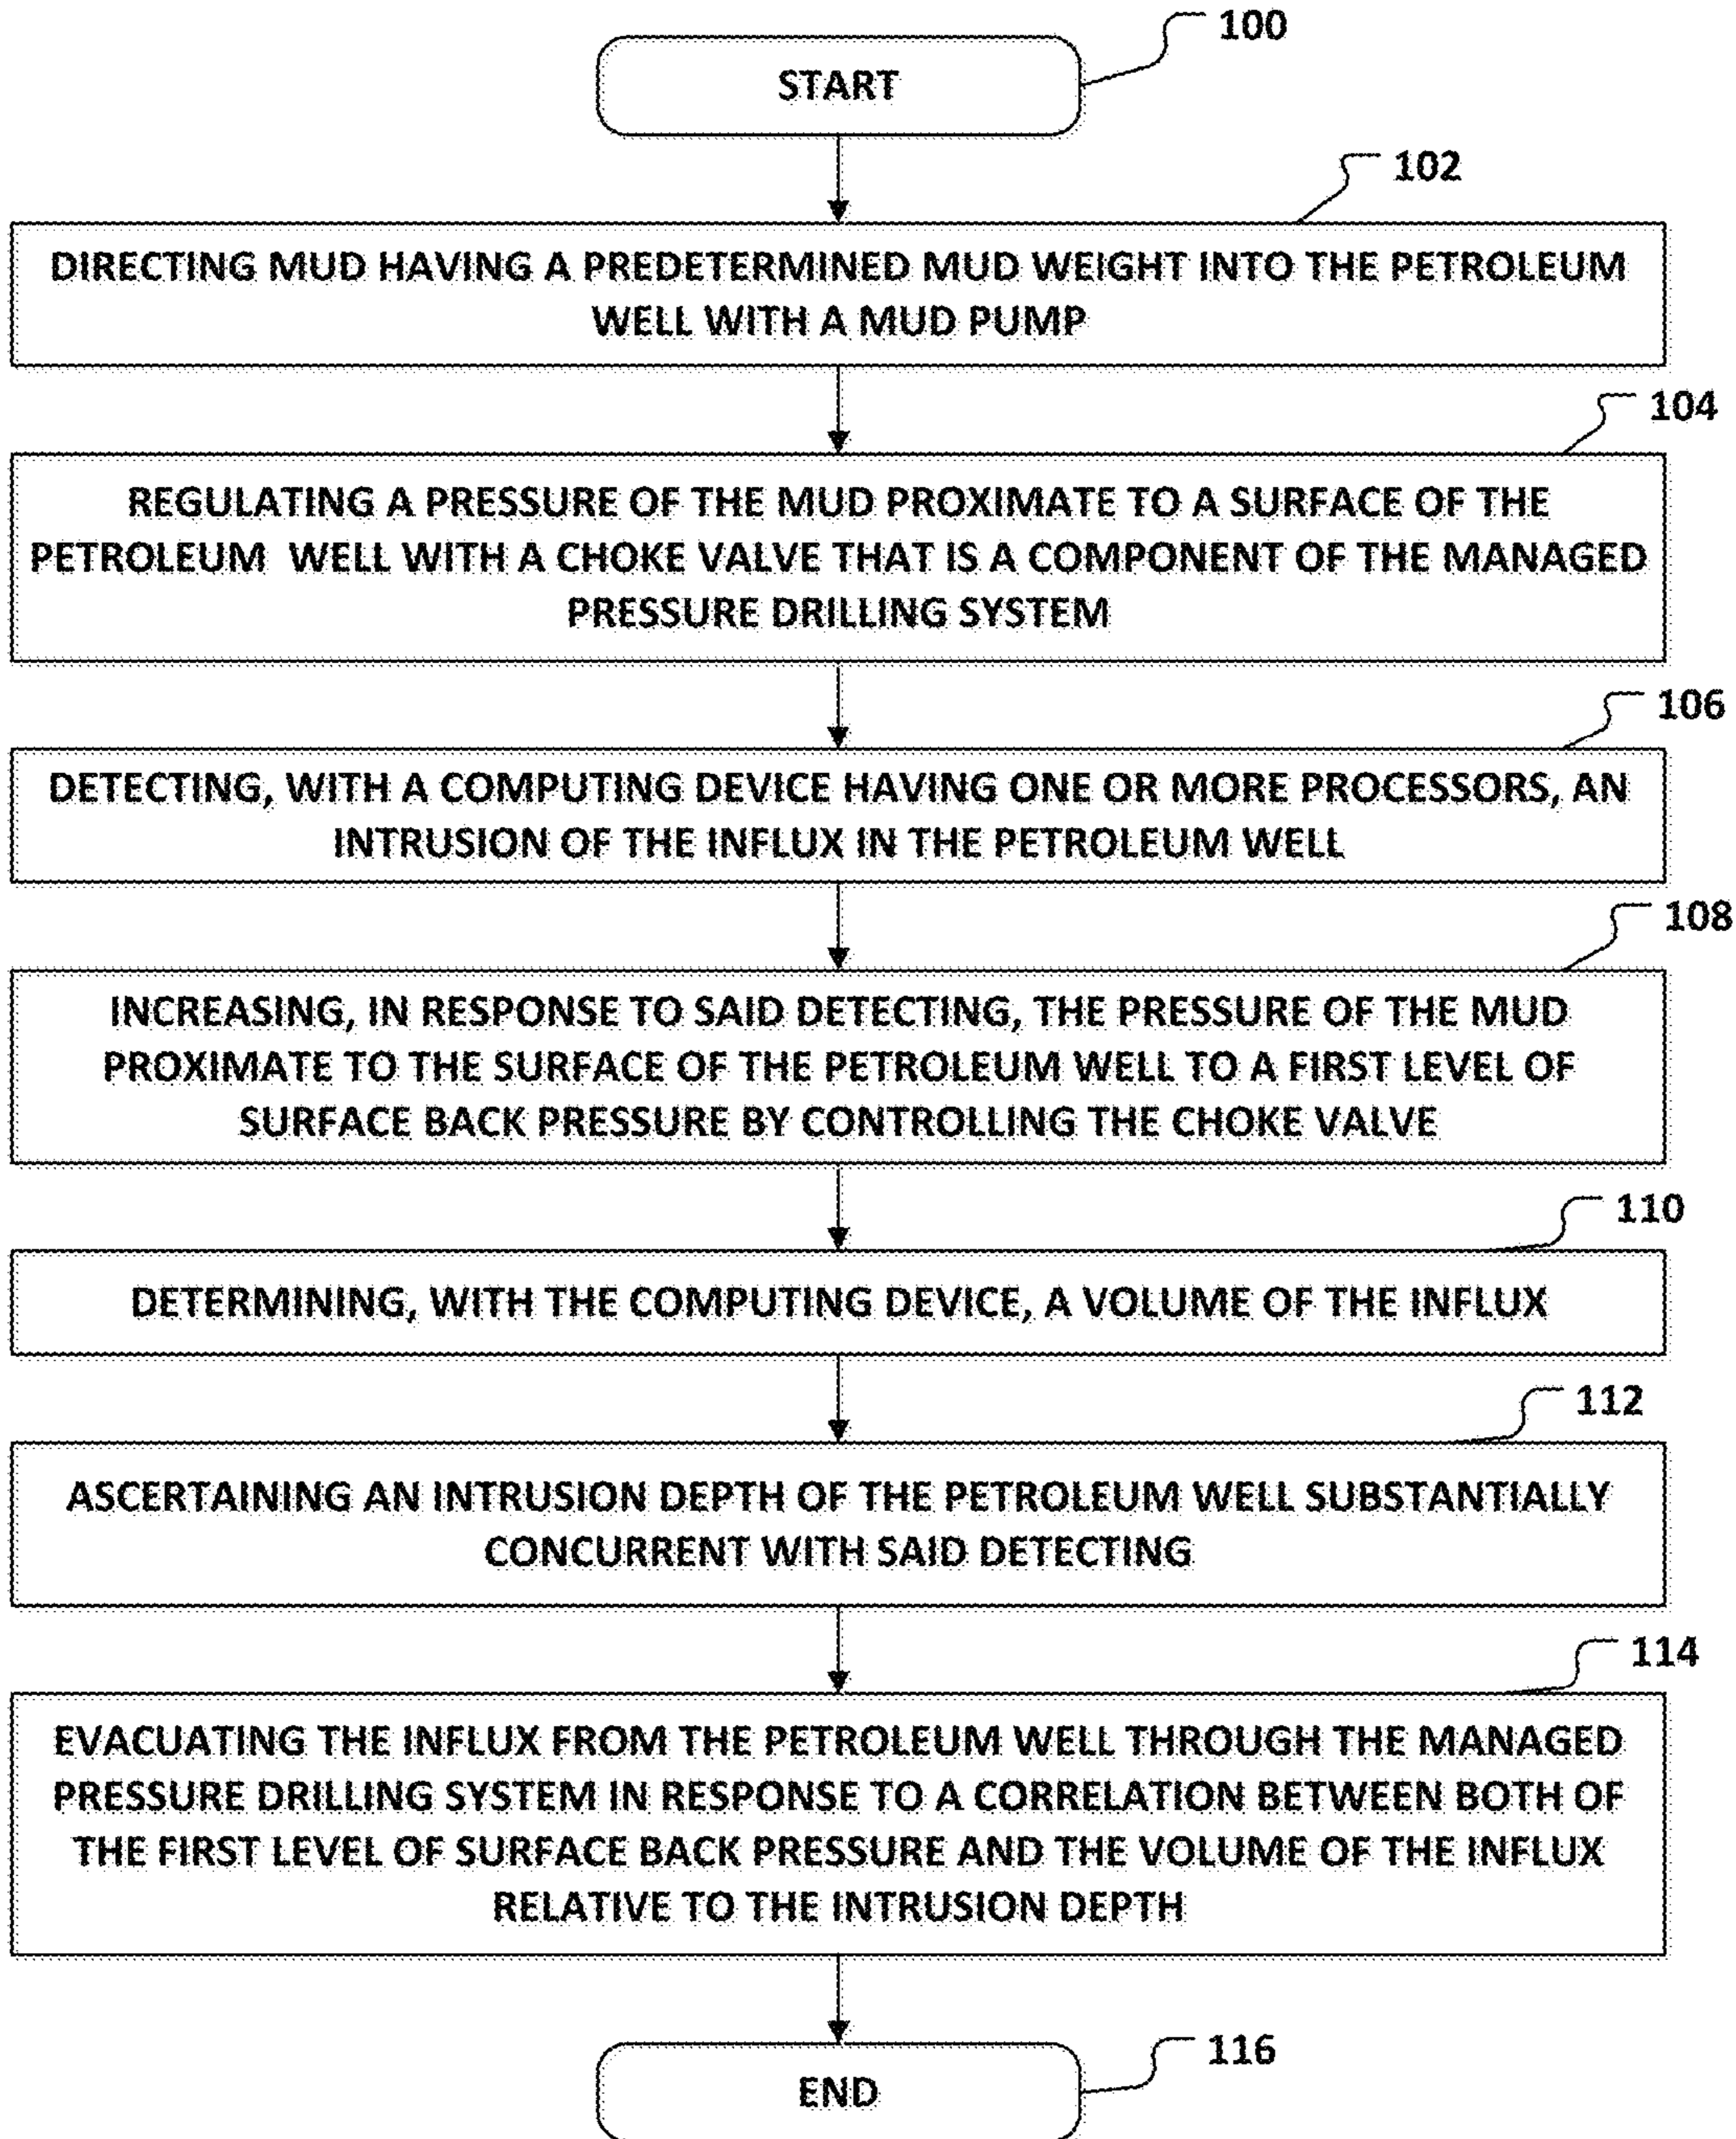 100
START
102
DIRECTING MUD HAVING A PREDETERMINED MUD WEIGHT INTO THE PETROLEUM
WELL WITH A MUD PUMP
104
REGULATING A PRESSURE OF THE MUD PROXIMATE TO A SURFACE OF THE
PETROLEUM WELL WITH A CHOKE VALVE THAT IS A COMPONENT OF THE MANAGED
PRESSURE DRILLING SYSTEM
106
DETECTING, WITH A COMPUTING DEVICE HAVING ONE OR MORE PROCESSORS, AN
INTRUSION OF THE INFLUX IN THE PETROLEUM WELL
108
INCREASING, IN RESPONSE TO SAID DETECTING, THE PRESSURE OF THE MUD
PROXIMATE TO THE SURFACE OF THE PETROLEUM WELL TO A FIRST LEVEL OF
SURFACE BACK PRESSURE BY CONTROLLING THE CHOKE VALVE
110
DETERMINING, WITH THE COMPUTING DEVICE, A VOLUME OF THE INFLUX
112
ASCERTAINING AN INTRUSION DEPTH OF THE PETROLEUM WELL SUBSTANTIALLY
CONCURRENT WITH SAID DETECTING
114
EVACUATING THE INFLUX FROM THE PETROLEUM WELL THROUGH THE MANAGED
PRESSURE DRILLING SYSTEM IN RESPONSE TO A CORRELATION BETWEEN BOTH OF
THE FIRST LEVEL OF SURFACE BACK PRESSURE AND THE VOLUME OF THE INFLUX
RELATIVE TO THE INTRUSION DEPTH
116
END